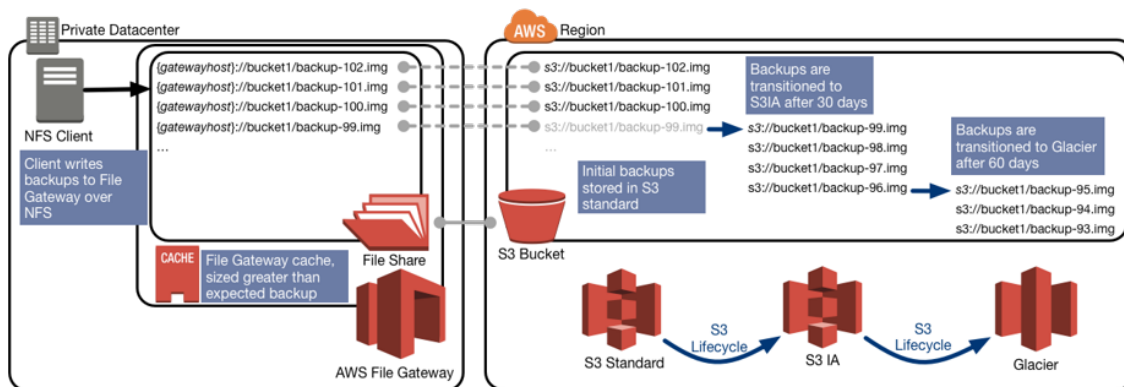 Private Datacenter
NFS Client
Client writes
backups to File
Gateway over
NFS
{gatewayhost}://bucket1/backup-102.img
{gatewayhost}://bucket1/backup-101.img
{gatewayhost}://bucket1/backup-100.img
{gatewayhost}://bucket1/backup-99.img
...
File Share
CACHE
File Gateway cache,
sized greater than
expected backup
AWS File Gateway
AWS
Region
s3://bucket1/backup-102.img
s3://bucket1/backup-101.img
s3://bucket1/backup-100.img
s3://bucket1/backup-99.img
...
Initial backups
stored in S3
standard
S3 Bucket
Backups are
transitioned to
S3IA after 30 days
s3://bucket1/backup-99.img
s3://bucket1/backup-98.img
s3://bucket1/backup-97.img
s3://bucket1/backup-96.img
Backups are
transitioned to Glacier
after 60 days
s3://bucket1/backup-95.img
s3://bucket1/backup-94.img
s3://bucket1/backup-93.img
S3 Standard
S3
Lifecycle
S3 IA
S3
Lifecycle
Glacier